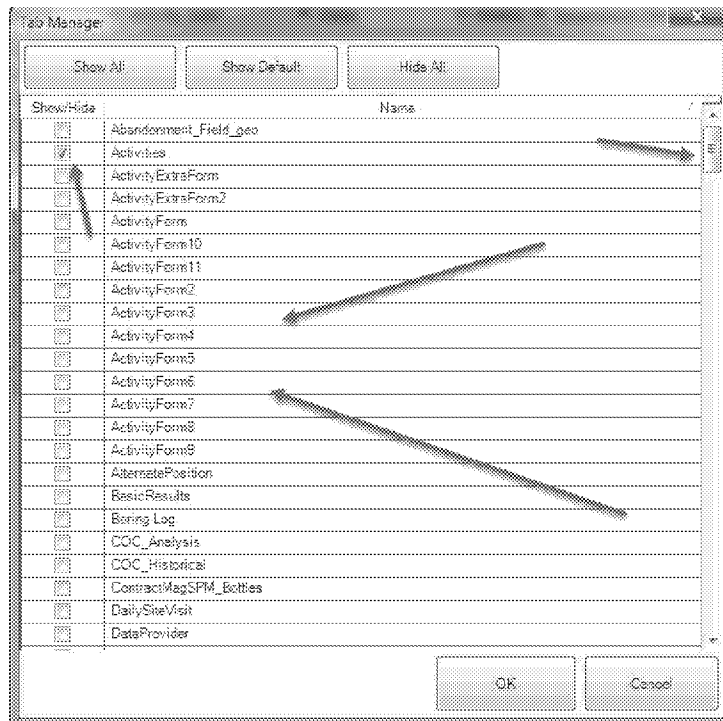 Tab Manager
Show All Show Default Hide All
Show/Hide Name
Abandonment_Field_geo
Activities
ActivityExtraForm
ActivityExtraForm2
ActivityForm
ActivityForm10
ActivityForm11
ActivityForm2
ActivityForm3
ActivityForm4
ActivityForm5
ActivityForm6
ActivityForm7
ActivityForm8
ActivityForm9
AlternatePosition
BasicResults
Boring Log
COC_Analysis
COC_Historical
ContractMagSPM_Bottles
DailySiteVisit
DataProvider
OK Cancel